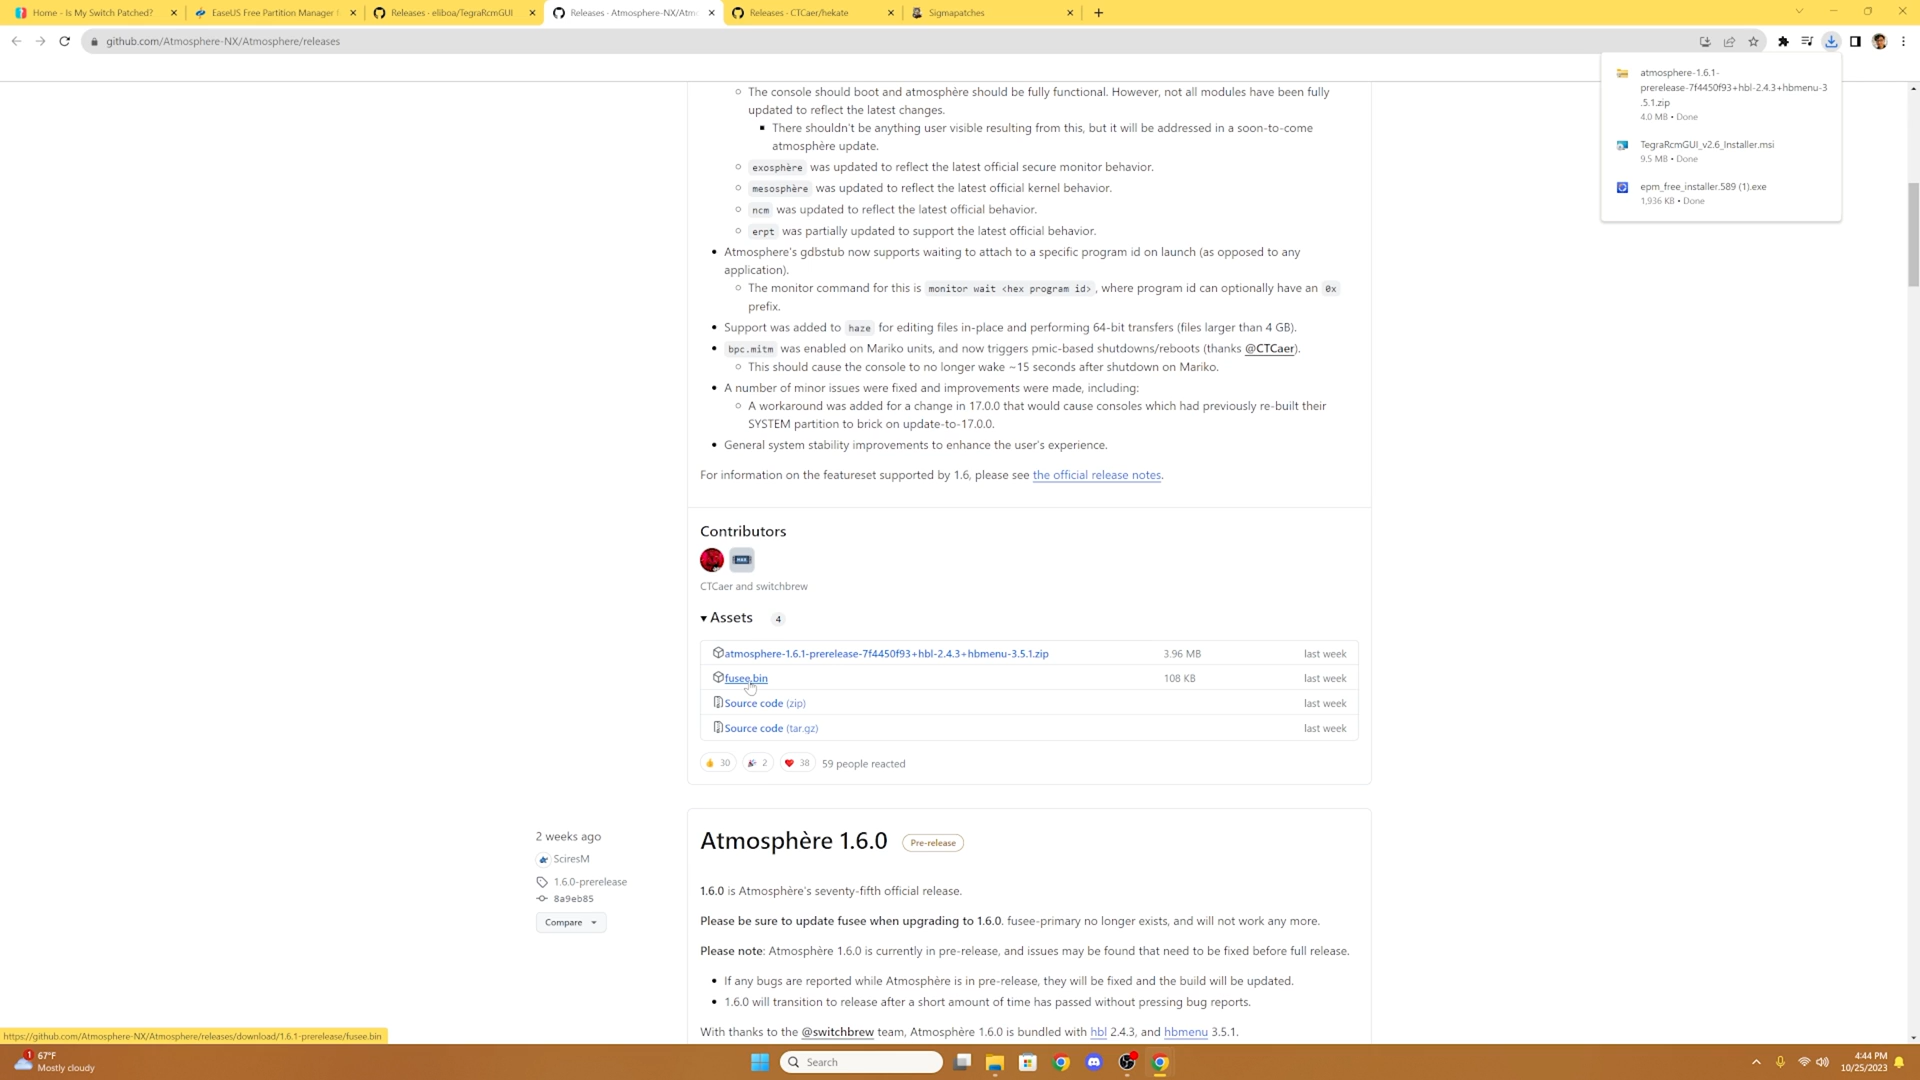 Home - Is My Switch Patched?
EaseUS Free Partition Manager
Releases · eliboa/TegraRcmGUI
Releases · Atmosphere-NX/Atm
Releases · CTCaer/hekate
Sigmapatches
github.com/Atmosphere-NX/Atmosphere/releases
atmosphere-1.6.1-
prerelease-7f4450f93+hbl-2.4.3+hbmenu-3
.5.1.zip
4.0 MB • Done
TegraRcmGUI_v2.6_Installer.msi
9.5 MB • Done
epm_free_installer.589 (1).exe
1,936 KB • Done
The console should boot and atmosphère should be fully functional. However, not all modules have been fully
updated to reflect the latest changes.
There shouldn't be anything user visible resulting from this, but it will be addressed in a soon-to-come
atmosphère update.
exosphère was updated to reflect the latest official secure monitor behavior.
mesosphère was updated to reflect the latest official kernel behavior.
ncm was updated to reflect the latest official behavior.
erpt was partially updated to support the latest official behavior.
Atmosphere's gdbstub now supports waiting to attach to a specific program id on launch (as opposed to any
application).
The monitor command for this is monitor wait <hex program id>, where program id can optionally have an 0x
prefix.
Support was added to haze for editing files in-place and performing 64-bit transfers (files larger than 4 GB).
bpc.mitm was enabled on Mariko units, and now triggers pmic-based shutdowns/reboots (thanks @CTCaer).
This should cause the console to no longer wake ~15 seconds after shutdown on Mariko.
A number of minor issues were fixed and improvements were made, including:
A workaround was added for a change in 17.0.0 that would cause consoles which had previously re-built their
SYSTEM partition to brick on update-to-17.0.0.
General system stability improvements to enhance the user's experience.
For information on the featureset supported by 1.6, please see the official release notes.
Contributors
CTCaer and switchbrew
Assets 4
atmosphere-1.6.1-prerelease-7f4450f93+hbl-2.4.3+hbmenu-3.5.1.zip 3.96 MB last week
fusee.bin 108 KB last week
Source code (zip) last week
Source code (tar.gz) last week
30 2 38 59 people reacted
2 weeks ago
SciresM
1.6.0-prerelease
8a9eb85
Compare
Atmosphère 1.6.0 Pre-release
1.6.0 is Atmosphère's seventy-fifth official release.
Please be sure to update fusee when upgrading to 1.6.0. fusee-primary no longer exists, and will not work any more.
Please note: Atmosphère 1.6.0 is currently in pre-release, and issues may be found that need to be fixed before full release.
If any bugs are reported while Atmosphère is in pre-release, they will be fixed and the build will be updated.
1.6.0 will transition to release after a short amount of time has passed without pressing bug reports.
With thanks to the @switchbrew team, Atmosphère 1.6.0 is bundled with hbl 2.4.3, and hbmenu 3.5.1.
https://github.com/Atmosphere-NX/Atmosphere/releases/download/1.6.1-prerelease/fusee.bin
1
67°F
Mostly cloudy
Search
4:44 PM
10/25/2023